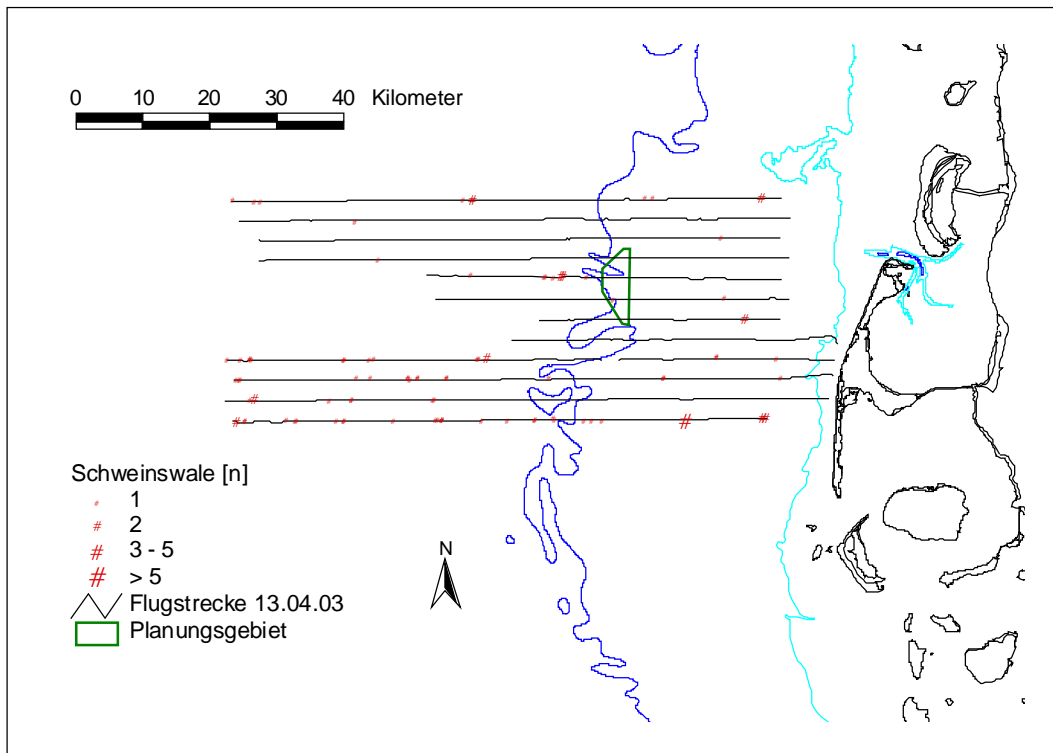 0 10 20 30 40 Kilometer
Schweinswale [n]
1
2
3 - 5
> 5
Flugstrecke 13.04.03
Planungsgebiet
N